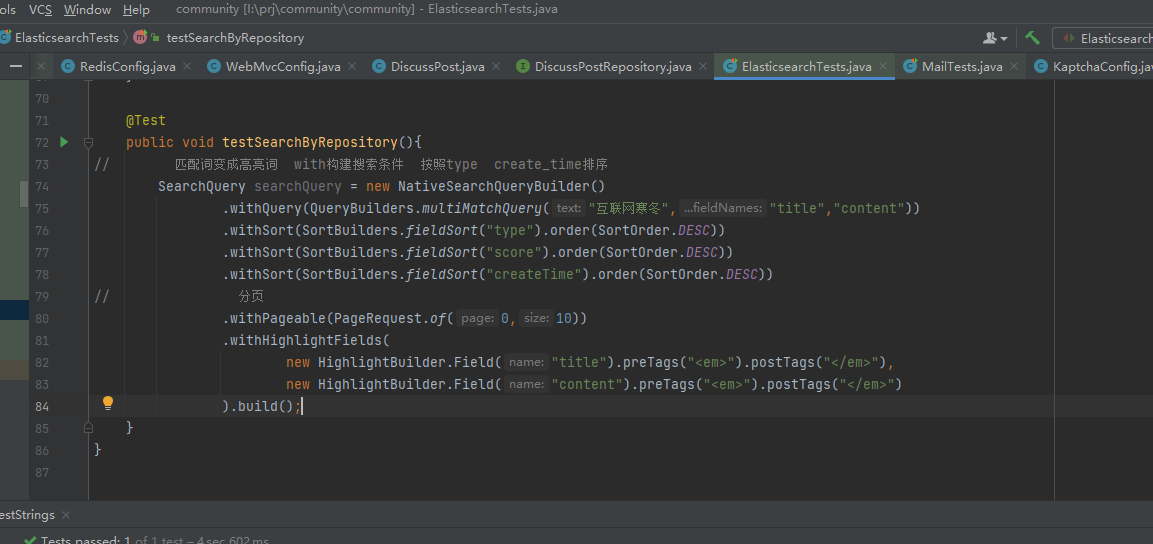 ols VCS Window Help community [I:\prj\community\community] - ElasticsearchTests.java
ElasticsearchTests testSearchByRepository Elasticsearch
RedisConfig.java WebMvcConfig.java DiscussPost.java DiscussPostRepository.java ElasticsearchTests.java MailTests.java KaptchaConfig.jav
70
71 @Test
72 public void testSearchByRepository(){
73 // 匹配词变成高亮词 with构建搜索条件 按照type create_time排序
74 SearchQuery searchQuery = new NativeSearchQueryBuilder()
75 .withQuery(QueryBuilders.multiMatchQuery( text: "互联网寒冬", ...fieldNames: "title","content"))
76 .withSort(SortBuilders.fieldSort("type").order(SortOrder.DESC))
77 .withSort(SortBuilders.fieldSort("score").order(SortOrder.DESC))
78 .withSort(SortBuilders.fieldSort("createTime").order(SortOrder.DESC))
79 // 分页
80 .withPageable(PageRequest.of( page: 0, size: 10))
81 .withHighlightFields(
82 new HighlightBuilder.Field( name: "title").preTags("<em>").postTags("</em>"),
83 new HighlightBuilder.Field( name: "content").preTags("<em>").postTags("</em>")
84 ).build();
85 }
86 }
87
estStrings
Tests passed: 1 of 1 test – 4 sec 602 ms